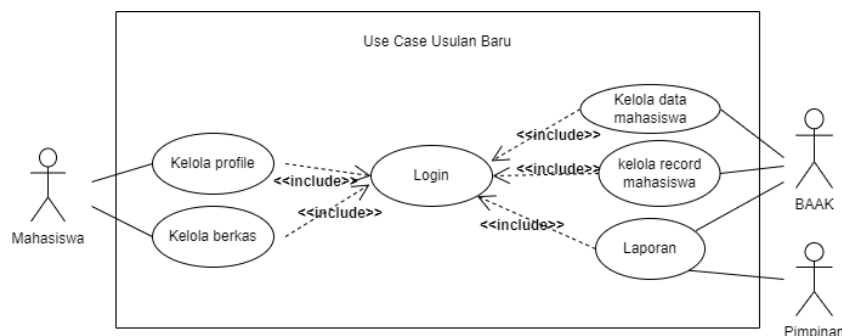 Use Case Usulan Baru
Kelola data
mahasiswa
<<include>>
Kelola profile
<<include>>
Login
<<include>>
kelola record
mahasiswa
Mahasiswa
Kelola berkas
<<include>>
<<include>>
Laporan
BAAK
Pimpinan